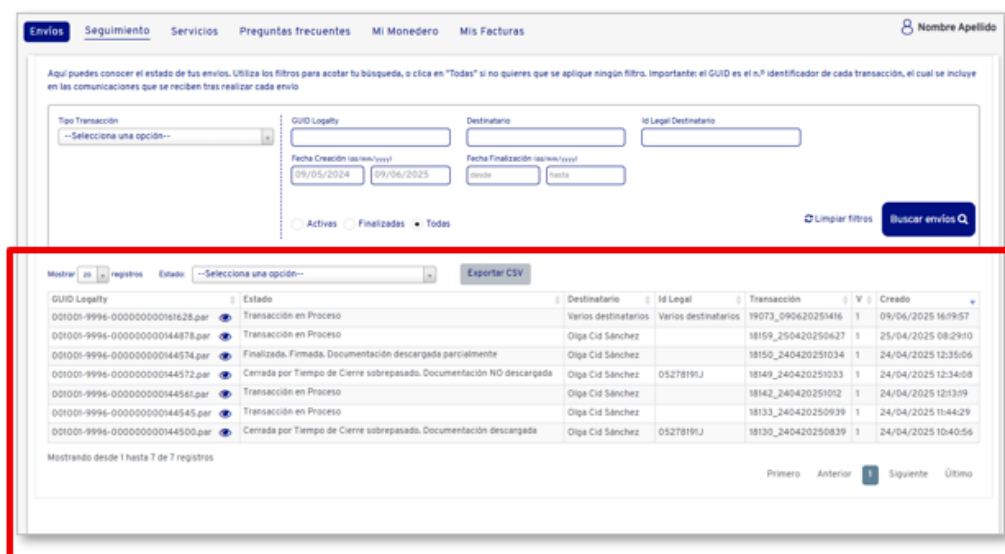 Envíos Seguimiento Servicios Preguntas frecuentes Mi Monedero Mis Facturas Nombre Apellido
Aquí puedes conocer el estado de tus envíos. Utiliza los filtros para acotar tu búsqueda, o clica en "Todas" si no quieres que se aplique ningún filtro. Importante: el GUID es el n.º identificador de cada transacción, el cual se incluye
en las comunicaciones que se reciben tras realizar cada envío
Tipo Transacción GUID Logalty Destinatario Id Legal Destinatario
--Selecciona una opción--
Fecha Creación (dd/mm/yyyy) Fecha Finalización (dd/mm/yyyy)
09/05/2024 09/06/2025 desde hasta
Activas Finalizadas Todas Limpiar filtros Buscar envíos
Mostrar 20 registros Estado: --Selecciona una opción-- Exportar CSV
GUID Logalty Estado Destinatario Id Legal Transacción V Creado
001001-9996-000000000161628.par Transacción en Proceso Varios destinatarios Varios destinatarios 19073_090620251416 1 09/06/2025 16:19:57
001001-9996-000000000144878.par Transacción en Proceso Olga Cid Sánchez 18159_250420250627 1 25/04/2025 08:29:10
001001-9996-000000000144574.par Finalizada. Firmada. Documentación descargada parcialmente Olga Cid Sánchez 18150_240420251034 1 24/04/2025 12:35:06
001001-9996-000000000144572.par Cerrada por Tiempo de Cierre sobrepasado. Documentación NO descargada Olga Cid Sánchez 05278191J 18149_240420251033 1 24/04/2025 12:34:08
001001-9996-000000000144561.par Transacción en Proceso Olga Cid Sánchez 18142_240420251012 1 24/04/2025 12:13:19
001001-9996-000000000144545.par Transacción en Proceso Olga Cid Sánchez 18133_240420250939 1 24/04/2025 11:44:29
001001-9996-000000000144500.par Cerrada por Tiempo de Cierre sobrepasado. Documentación descargada Olga Cid Sánchez 05278191J 18130_240420250839 1 24/04/2025 10:40:56
Mostrando desde 1 hasta 7 de 7 registros
Primero Anterior 1 Siguiente Último